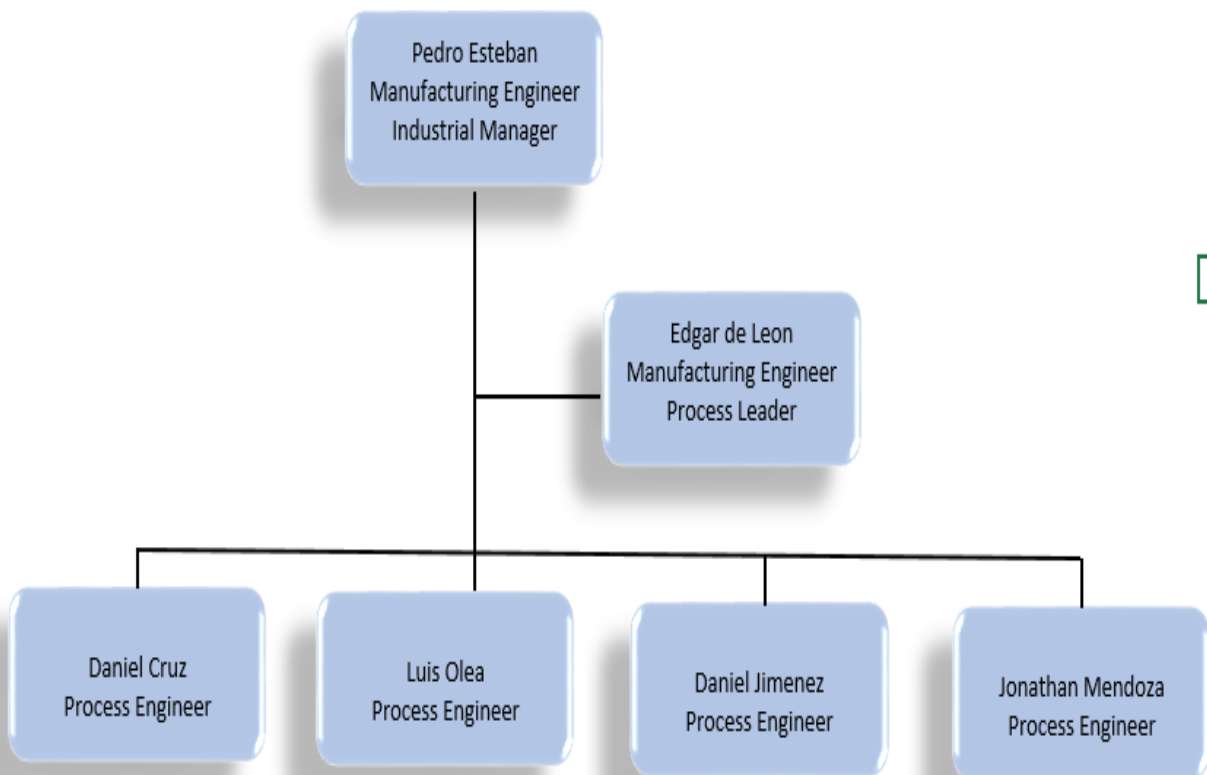 Pedro Esteban
Manufacturing Engineer
Industrial Manager
Edgar de Leon
Manufacturing Engineer
Process Leader
Daniel Cruz
Process Engineer
Luis Olea
Process Engineer
Daniel Jimenez
Process Engineer
Jonathan Mendoza
Process Engineer